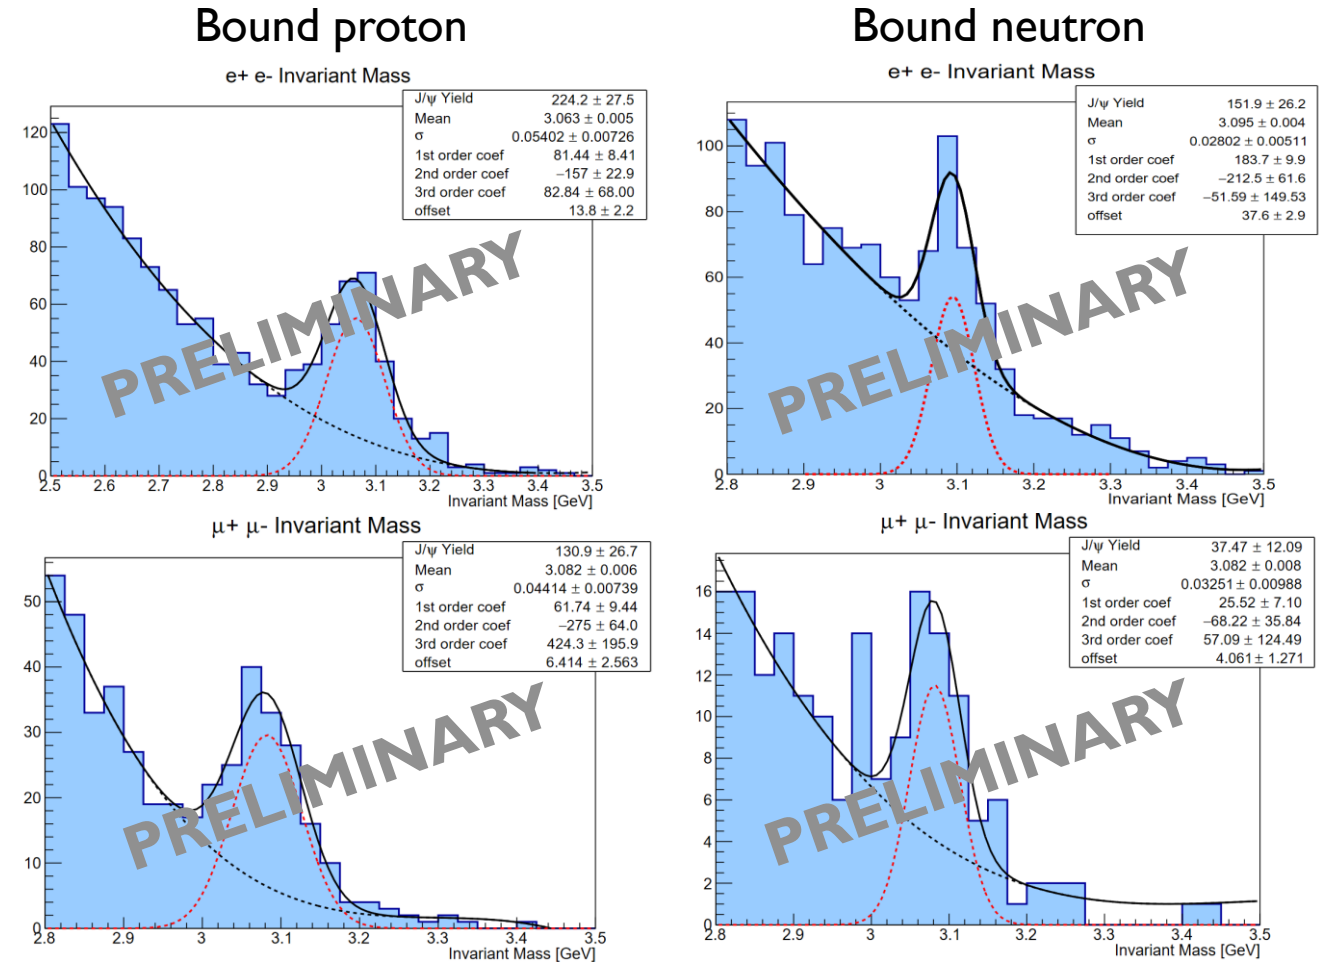 Bound proton
e+ e- Invariant Mass
J/ψ Yield 224.2 ± 27.5
Mean 3.063 ± 0.005
σ 0.05402 ± 0.00726
1st order coef 81.44 ± 8.41
2nd order coef −157 ± 22.9
3rd order coef 82.84 ± 68.00
offset 13.8 ± 2.2
120
100
80
60
40
20
0
PRELIMINARY
2.5 2.6 2.7 2.8 2.9 3 3.1 3.2 3.3 3.4 3.5
Invariant Mass [GeV]
Bound neutron
e+ e- Invariant Mass
J/ψ Yield 151.9 ± 26.2
Mean 3.095 ± 0.004
σ 0.02802 ± 0.00511
1st order coef 183.7 ± 9.9
2nd order coef −212.5 ± 61.6
3rd order coef −51.59 ± 149.53
offset 37.6 ± 2.9
100
80
60
40
20
0
PRELIMINARY
2.8 2.9 3 3.1 3.2 3.3 3.4 3.5
Invariant Mass [GeV]
μ+ μ- Invariant Mass
J/ψ Yield 130.9 ± 26.7
Mean 3.082 ± 0.006
σ 0.04414 ± 0.00739
1st order coef 61.74 ± 9.44
2nd order coef −275 ± 64.0
3rd order coef 424.3 ± 195.9
offset 6.414 ± 2.563
50
40
30
20
10
0
PRELIMINARY
2.8 2.9 3 3.1 3.2 3.3 3.4 3.5
Invariant Mass [GeV]
μ+ μ- Invariant Mass
J/ψ Yield 37.47 ± 12.09
Mean 3.082 ± 0.008
σ 0.03251 ± 0.00988
1st order coef 25.52 ± 7.10
2nd order coef −68.22 ± 35.84
3rd order coef 57.09 ± 124.49
offset 4.061 ± 1.271
16
14
12
10
8
6
4
2
0
PRELIMINARY
2.8 2.9 3 3.1 3.2 3.3 3.4 3.5
Invariant Mass [GeV]